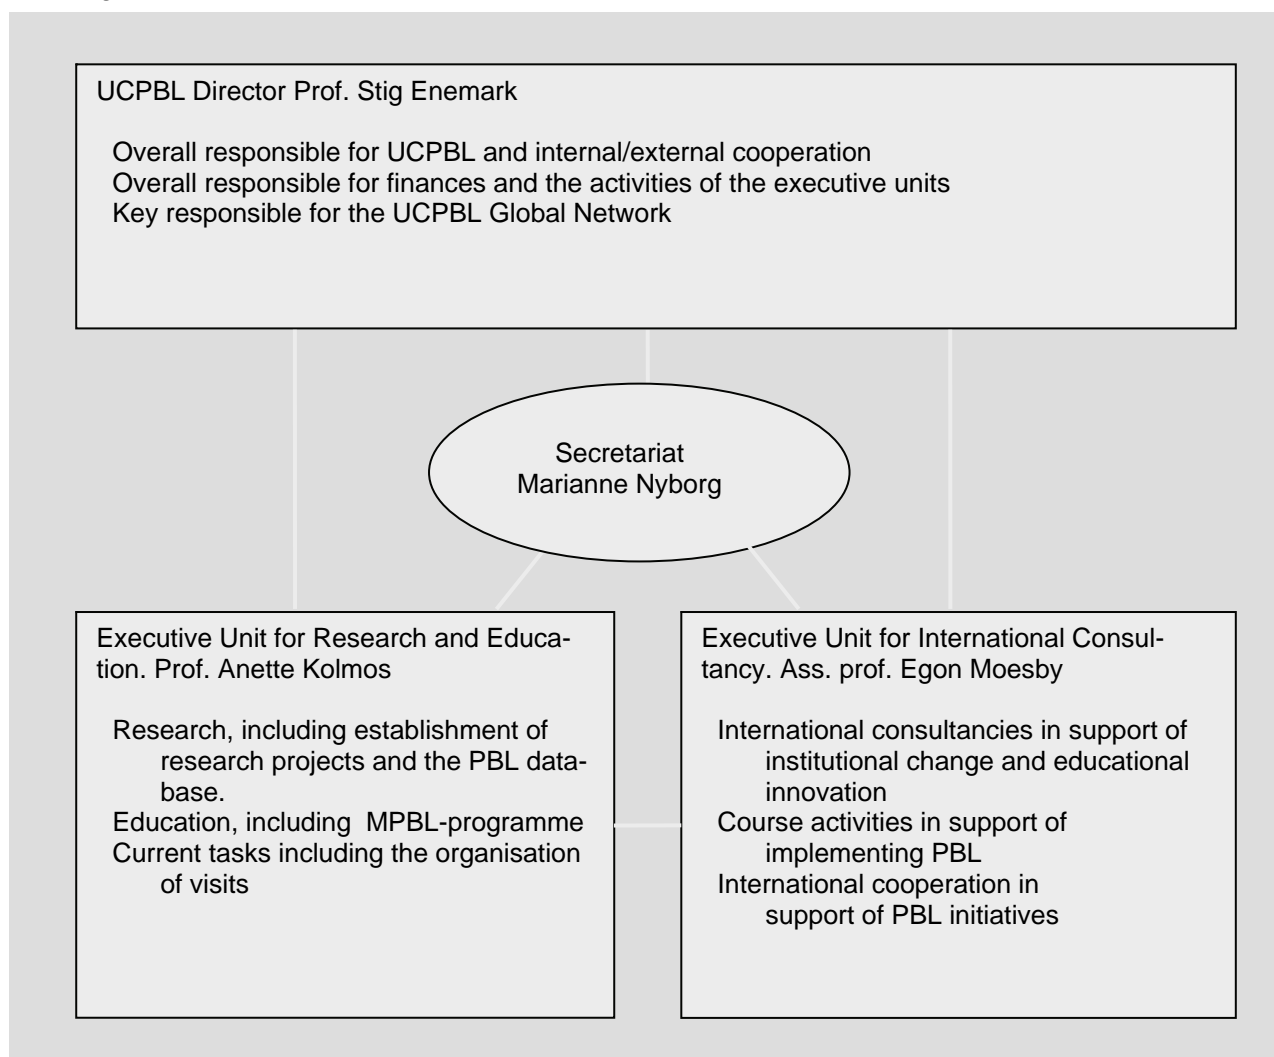 UCPBL Director Prof. Stig Enemark
Overall responsible for UCPBL and internal/external cooperation
Overall responsible for finances and the activities of the executive units
Key responsible for the UCPBL Global Network
Secretariat
Marianne Nyborg
Executive Unit for Research and Educa-
tion. Prof. Anette Kolmos
Research, including establishment of
research projects and the PBL data-
base.
Education, including  MPBL-programme
Current tasks including the organisation
of visits
Executive Unit for International Consul-
tancy. Ass. prof. Egon Moesby
International consultancies in support of
institutional change and educational
innovation
Course activities in support of
implementing PBL
International cooperation in
support of PBL initiatives